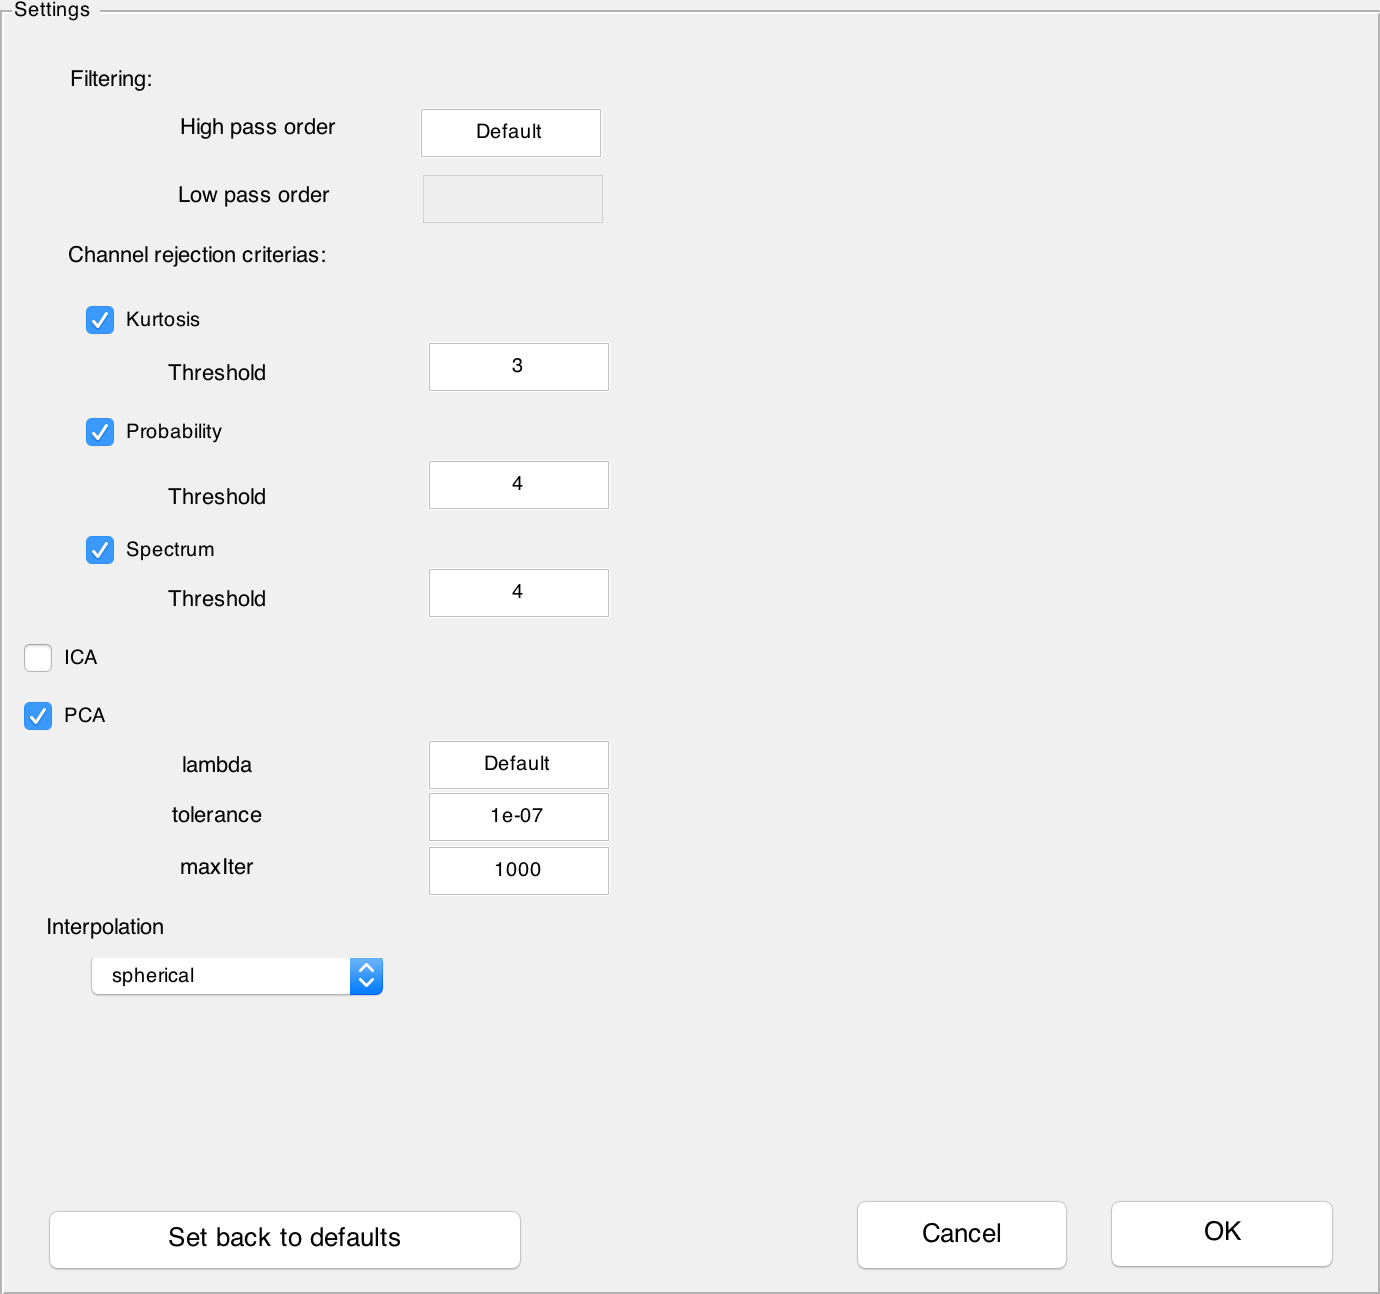 Settings
Filtering:
High pass order
Default
Low pass order
Channel rejection criterias:
Kurtosis
Threshold
3
Probability
Threshold
4
Spectrum
Threshold
4
ICA
PCA
lambda
Default
tolerance
1e-07
maxIter
1000
Interpolation
spherical
Set back to defaults
Cancel
OK